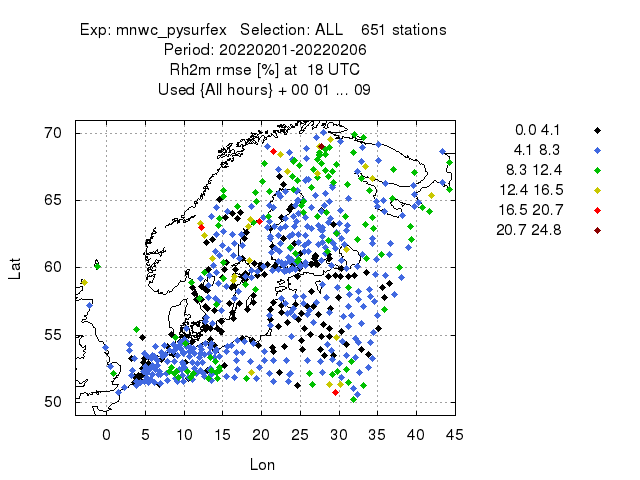 Exp: mnwc_pysurfex   Selection: ALL    651 stations
Period: 20220201-20220206
Rh2m rmse [%] at  18 UTC
Used {All hours} + 00 01 ... 09
70
65
60
55
50
Lat
0 5 10 15 20 25 30 35 40 45
Lon
0.0 4.1
4.1 8.3
8.3 12.4
12.4 16.5
16.5 20.7
20.7 24.8